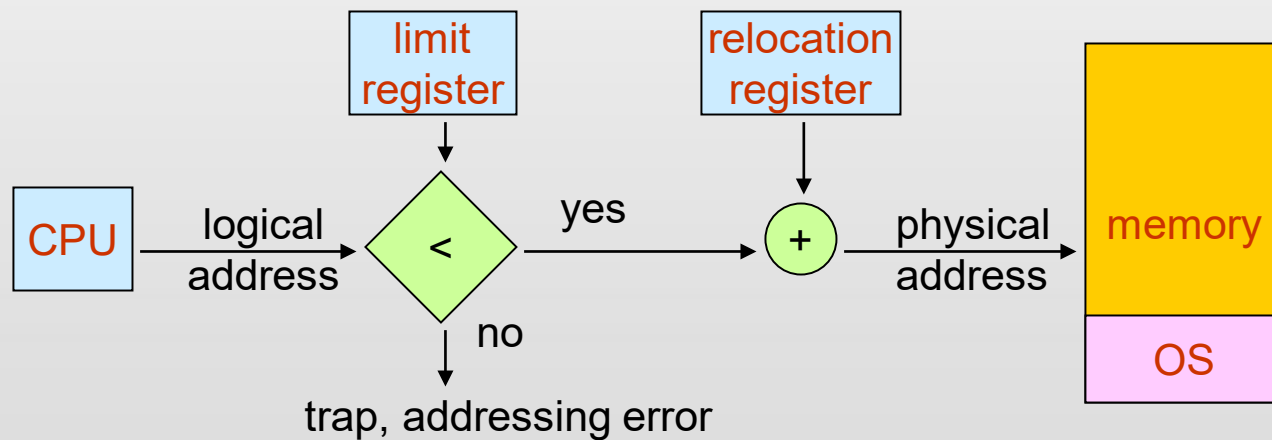 limit
register
relocation
register
CPU
logical
address
<
yes
+
physical
address
memory
no
OS
trap, addressing error